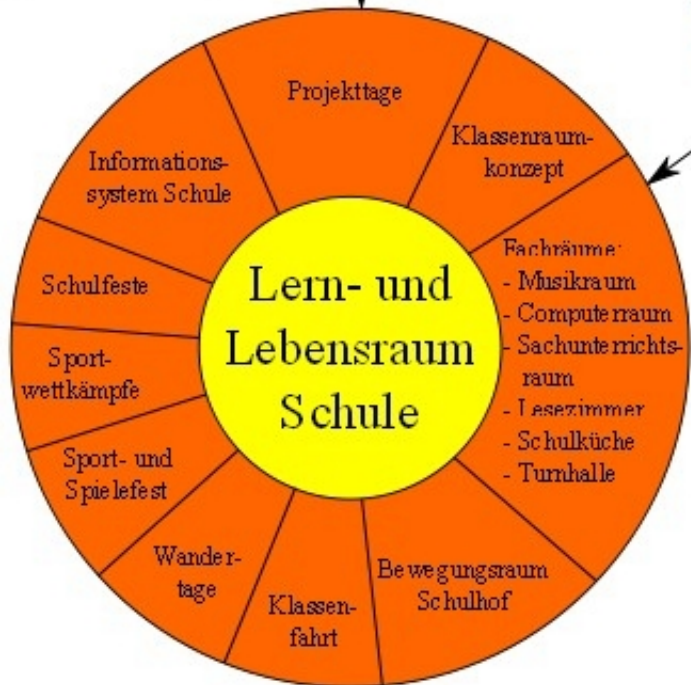 Projekttage
Klassenraum-
konzept
Fachräume:
- Musikraum
- Computerraum
- Sachunterrichts-
raum
- Lesezimmer
- Schulküche
- Turnhalle
Bewegungsraum
Schulhof
Klassen-
fahrt
Wander-
tage
Sport- und
Spielefest
Sport-
wettkämpfe
Schulfeste
Informations-
system Schule
Lern- und
Lebensraum
Schule